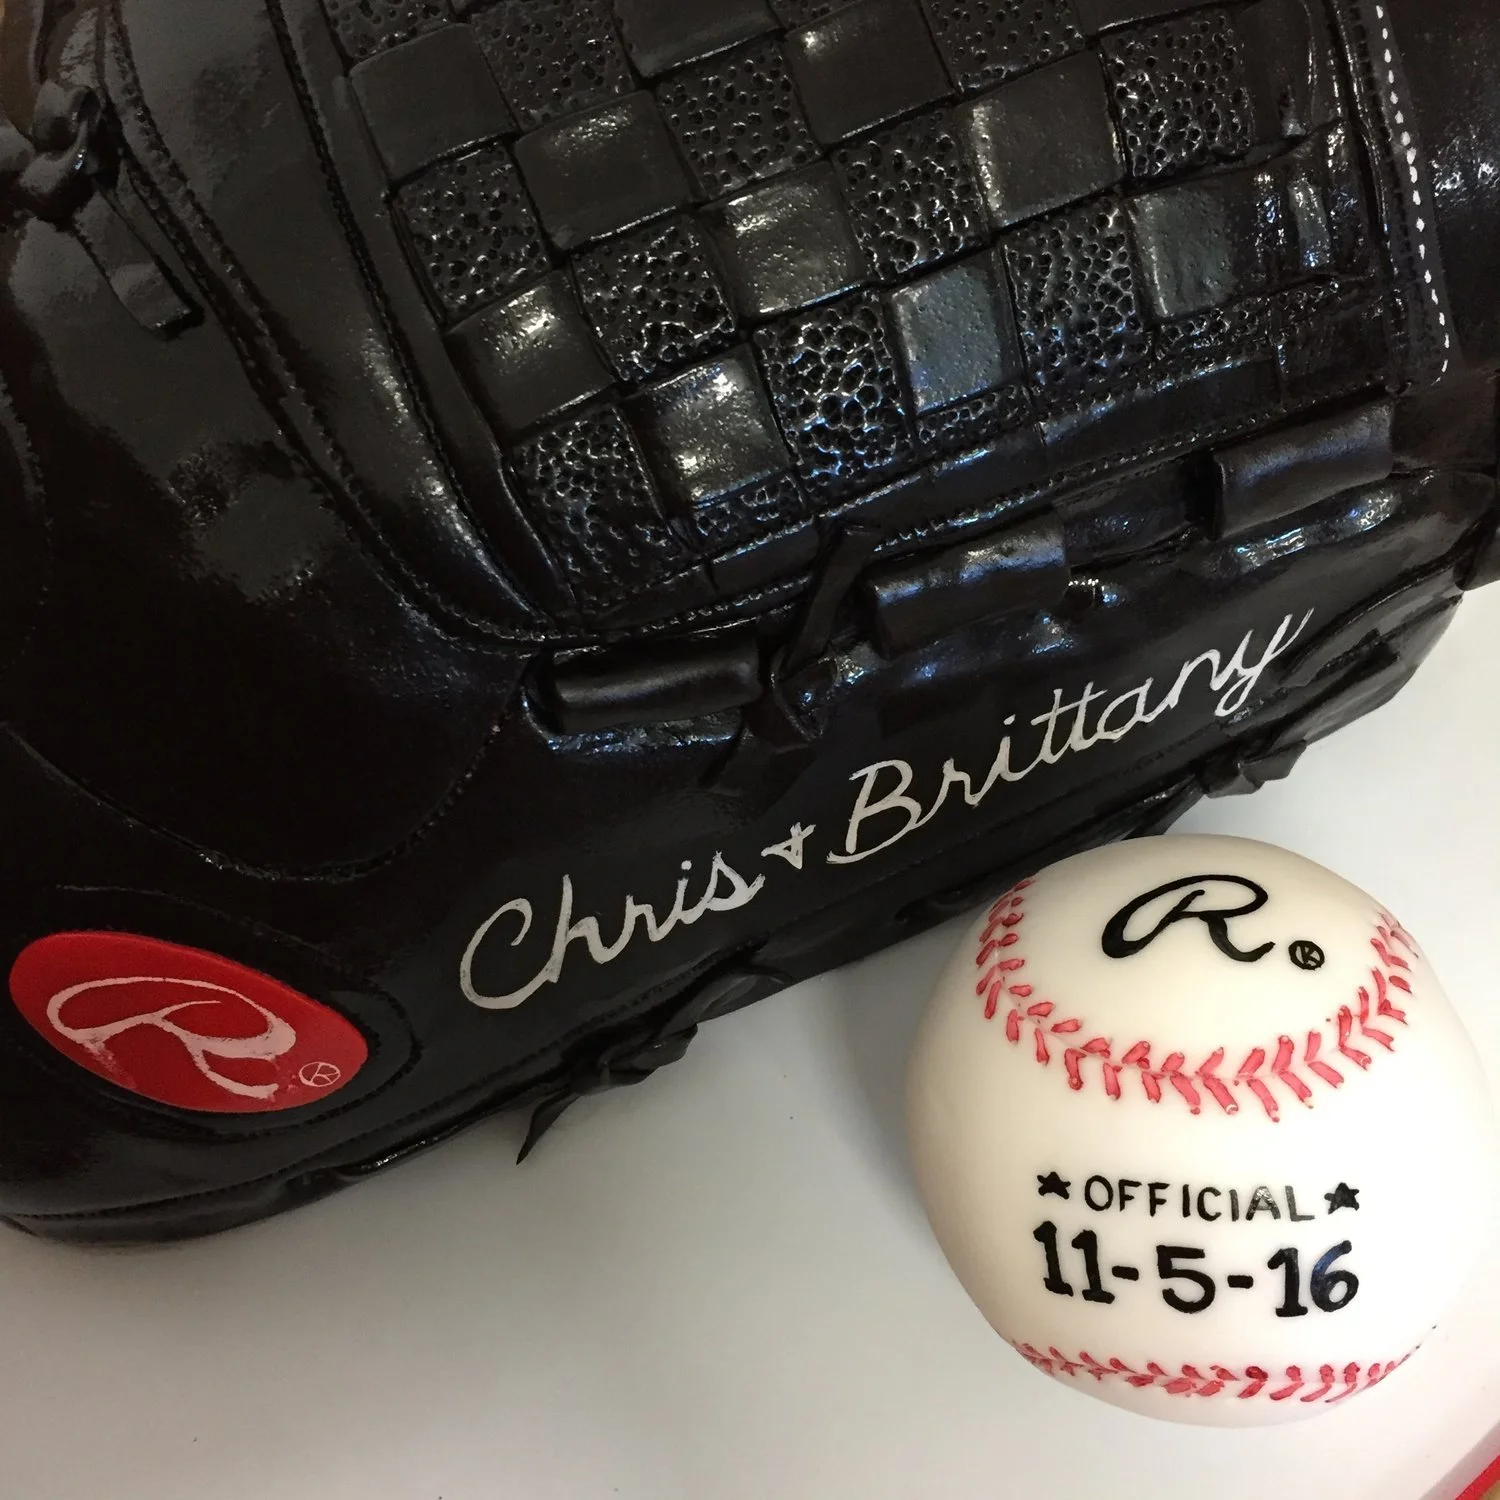 Chris + Brittany
R ®
R ®
★ OFFICIAL ★
11-5-16